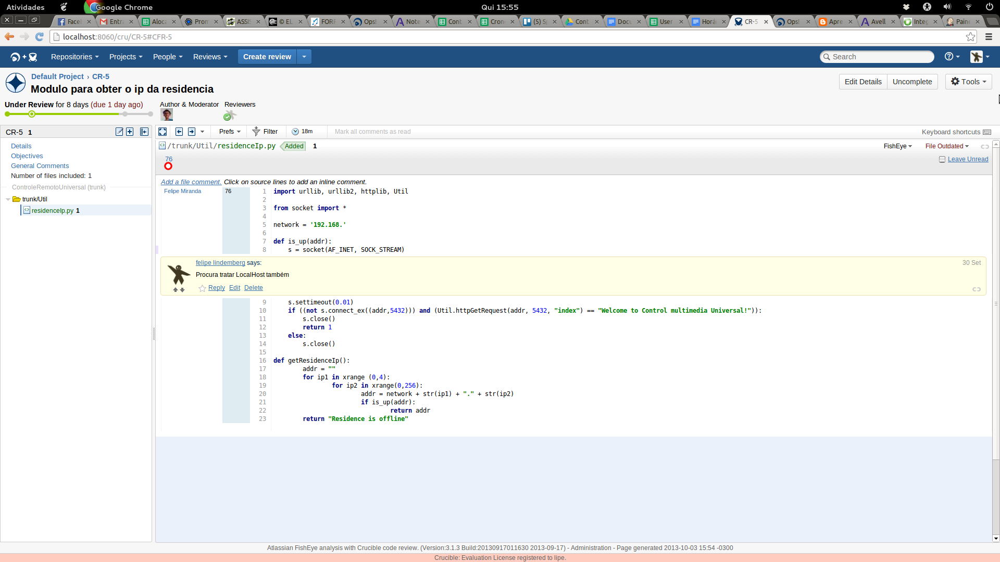 Atividades
Google Chrome
Qui 15:55
Facel
Entra
Aloca
Prom
ASSIS
© EL
FORR
Ops!
Note
Cont
Cron
(5) S
Cont
Docu
User
Horá
CR-5
Ops!
Apre
Avell
Integ
Paine
localhost:8060/cru/CR-5#CFR-5
+
Repositories
Projects
People
Reviews
Create review
Search
Default Project › CR-5
Modulo para obter o ip da residencia
Edit Details
Uncomplete
Tools
Under Review for 8 days (due 1 day ago)
Author & Moderator
Reviewers
CR-5 1
Prefs
Filter
18m
Mark all comments as read
Keyboard shortcuts
Details
Objectives
General Comments
Number of files included: 1
ControleRemotoUniversal (trunk)
trunk/Util
residenceIp.py 1
/trunk/Util/residenceIp.py
Added
1
FishEye
File Outdated
76
Leave Unread
Add a file comment. Click on source lines to add an inline comment.
Felipe Miranda 76
1 import urllib, urllib2, httplib, Util
2
3 from socket import *
4
5 network = '192.168.'
6
7 def is_up(addr):
8 s = socket(AF_INET, SOCK_STREAM)
felipe lindemberg says:
30 Set
Procura tratar LocalHost também
Reply Edit Delete
9 s.settimeout(0.01)
10 if ((not s.connect_ex((addr,5432))) and (Util.httpGetRequest(addr, 5432, "index") == "Welcome to Control multimedia Universal!")):
11 s.close()
12 return 1
13 else:
14 s.close()
15
16 def getResidenceIp():
17 addr = ""
18 for ip1 in xrange (0,4):
19 for ip2 in xrange(0,256):
20 addr = network + str(ip1) + "." + str(ip2)
21 if is_up(addr):
22 return addr
23 return "Residence is offline"
Atlassian FishEye analysis with Crucible code review. (Version:3.1.3 Build:20130917011630 2013-09-17) - Administration - Page generated 2013-10-03 15:54 -0300
Crucible: Evaluation License registered to lipe.